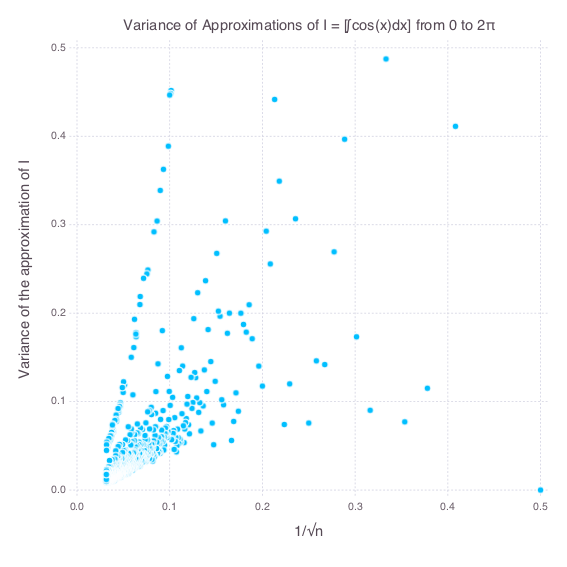 Variance of Approximations of I = [∫cos(x)dx] from 0 to 2π
0.5
0.4
0.3
0.2
0.1
0.0
Variance of the approximation of I
0.0 0.1 0.2 0.3 0.4 0.5
1/√n